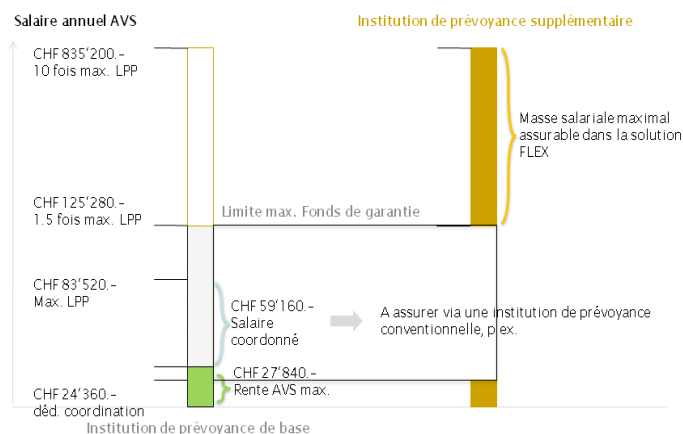 Salaire annuel AVS
Institution de prévoyance supplémentaire
CHF 835'200.–
10 fois max. LPP
Masse salariale maximal
assurable dans la solution
FLEX
CHF 125'280.–
1.5 fois max. LPP
Limite max. Fonds de garantie
CHF 83'520.–
Max. LPP
CHF 59'160.–
Salaire
coordonné
A assurer via une institution de prévoyance
conventionnelle, p.ex.
CHF 27'840.–
Rente AVS max.
CHF 24'360.–
déd. coordination
Institution de prévoyance de base